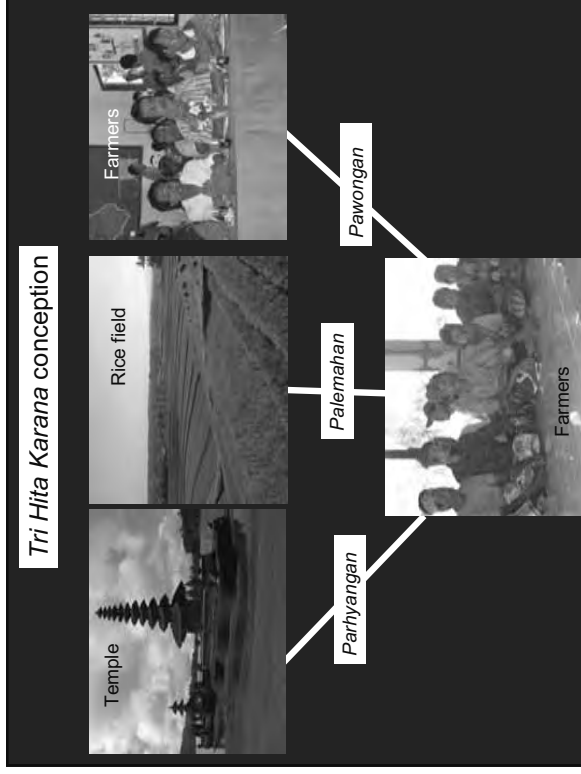 Tri Hita Karana conception
Temple
Rice field
Farmers
Parhyangan
Palemahan
Pawongan
Farmers